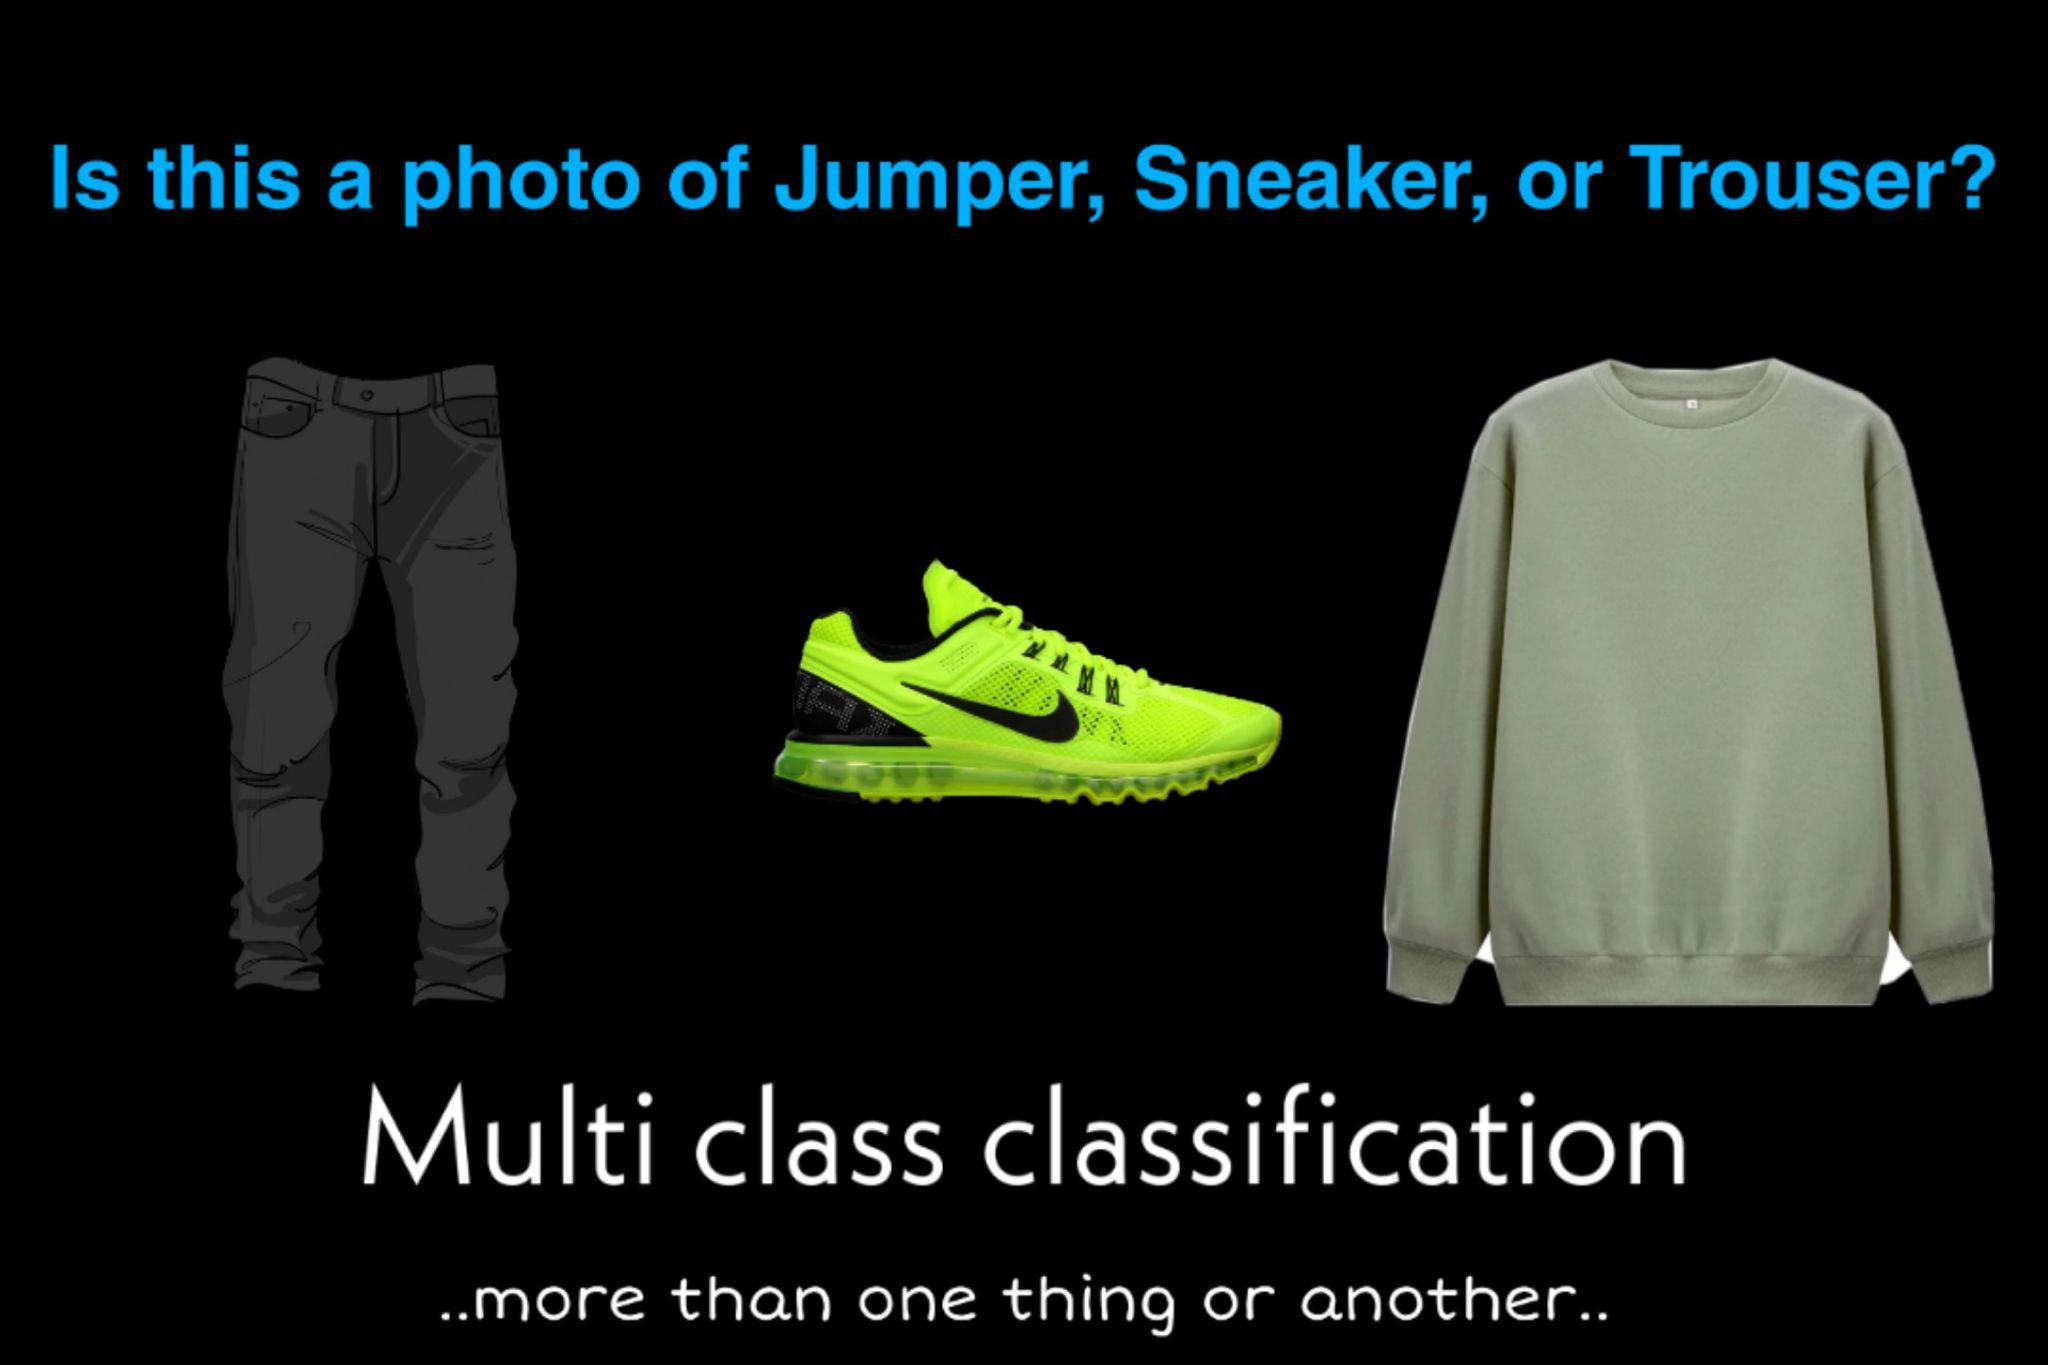 Is this a photo of Jumper, Sneaker, or Trouser?
Multi class classification
..more than one thing or another..